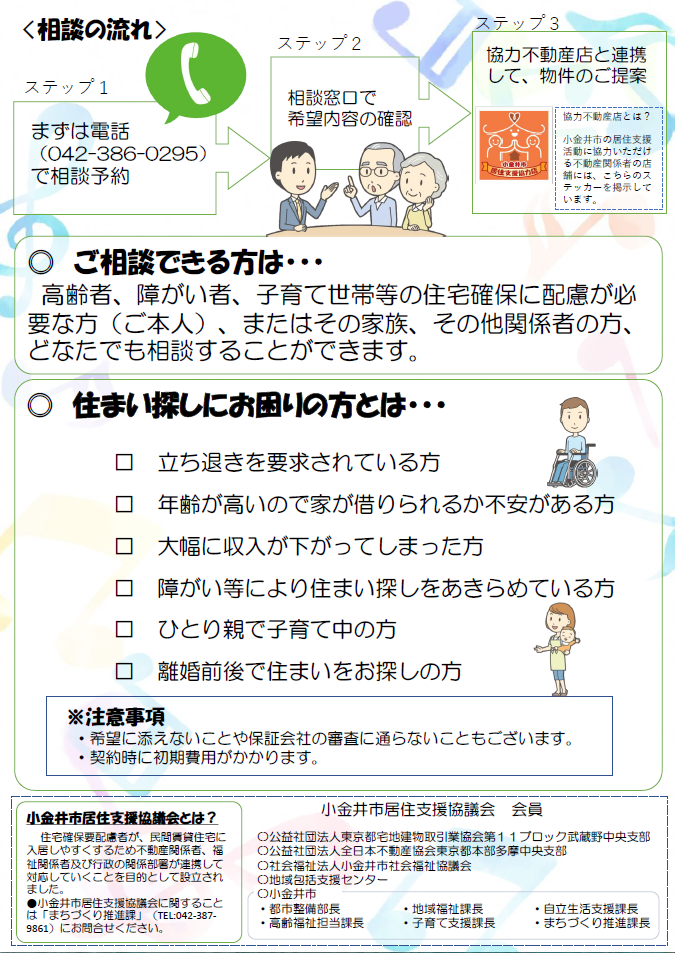 <相談の流れ>
ステップ1
まずは電話
（042-386-0295）
で相談予約
ステップ2
相談窓口で
希望内容の確認
ステップ3
協力不動産店と連携
して、物件のご提案
小金井市
居住支援協力店
協力不動産店とは？
小金井市の居住支援
活動に協力いただけ
る不動産関係者の店
舗には、こちらのス
テッカーを掲示して
います。
◎ ご相談できる方は・・・
高齢者、障がい者、子育て世帯等の住宅確保に配慮が必
要な方（ご本人）、またはその家族、その他関係者の方、
どなたでも相談することができます。
◎ 住まい探しにお困りの方とは・・・
□ 立ち退きを要求されている方
□ 年齢が高いので家が借りられるか不安がある方
□ 大幅に収入が下がってしまった方
□ 障がい等により住まい探しをあきらめている方
□ ひとり親で子育て中の方
□ 離婚前後で住まいをお探しの方
※注意事項
・希望に添えないことや保証会社の審査に通らないこともございます。
・契約時に初期費用がかかります。
小金井市居住支援協議会とは？
住宅確保要配慮者が、民間賃貸住宅に
入居しやすくするため不動産関係者、福
祉関係者及び行政の関係部署が連携して
対応していくことを目的として設立され
ました。
●小金井市居住支援協議会に関すること
は「まちづくり推進課」（TEL:042-387-
9861）にお問合せください。
小金井市居住支援協議会 会員
○公益社団法人東京都宅地建物取引業協会第１１ブロック武蔵野中央支部
○公益社団法人全日本不動産協会東京都本部多摩中央支部
○社会福祉法人小金井市社会福祉協議会
○地域包括支援センター
○小金井市
・都市整備部長 ・地域福祉課長 ・自立生活支援課長
・高齢福祉担当課長 ・子育て支援課長 ・まちづくり推進課長